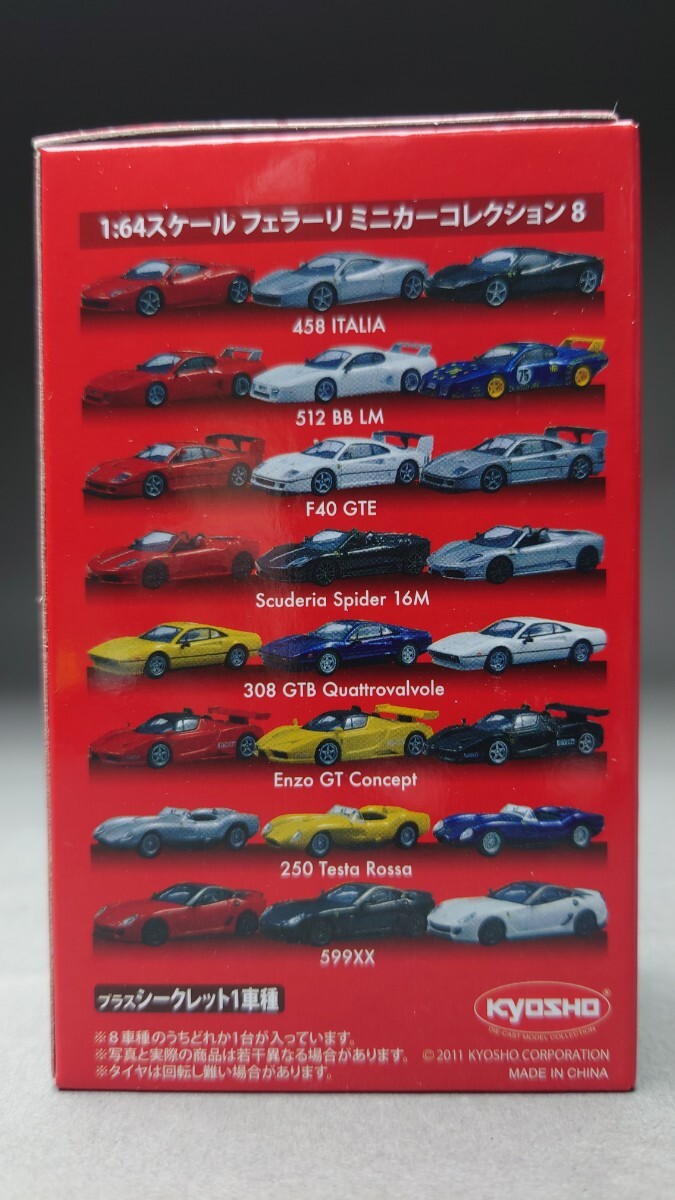 1:64スケール フェラーリ ミニカーコレクション 8
458 ITALIA
75
512 BB LM
F40 GTE
Scuderia Spider 16M
308 GTB Quattrovalvole
Enzo GT Concept
250 Testa Rossa
599XX
プラスシークレット1車種
KYOSHO®
DIE-CAST MODEL COLLECTION
※8車種のうちどれか1台が入っています。
※写真と実際の商品は若干異なる場合があります。 © 2011 KYOSHO CORPORATION
※タイヤは回転し難い場合があります。 MADE IN CHINA